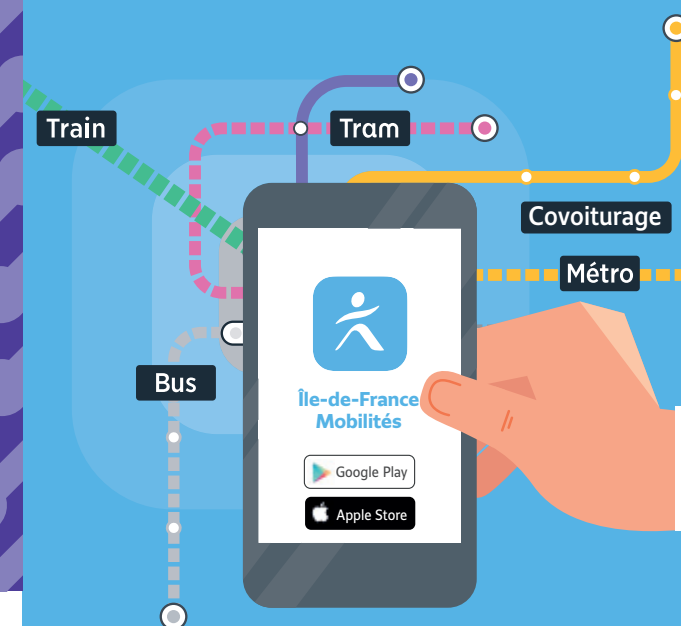 Train
Tram
Covoiturage
Métro
Bus
Île-de-France
Mobilités
Google Play
Apple Store